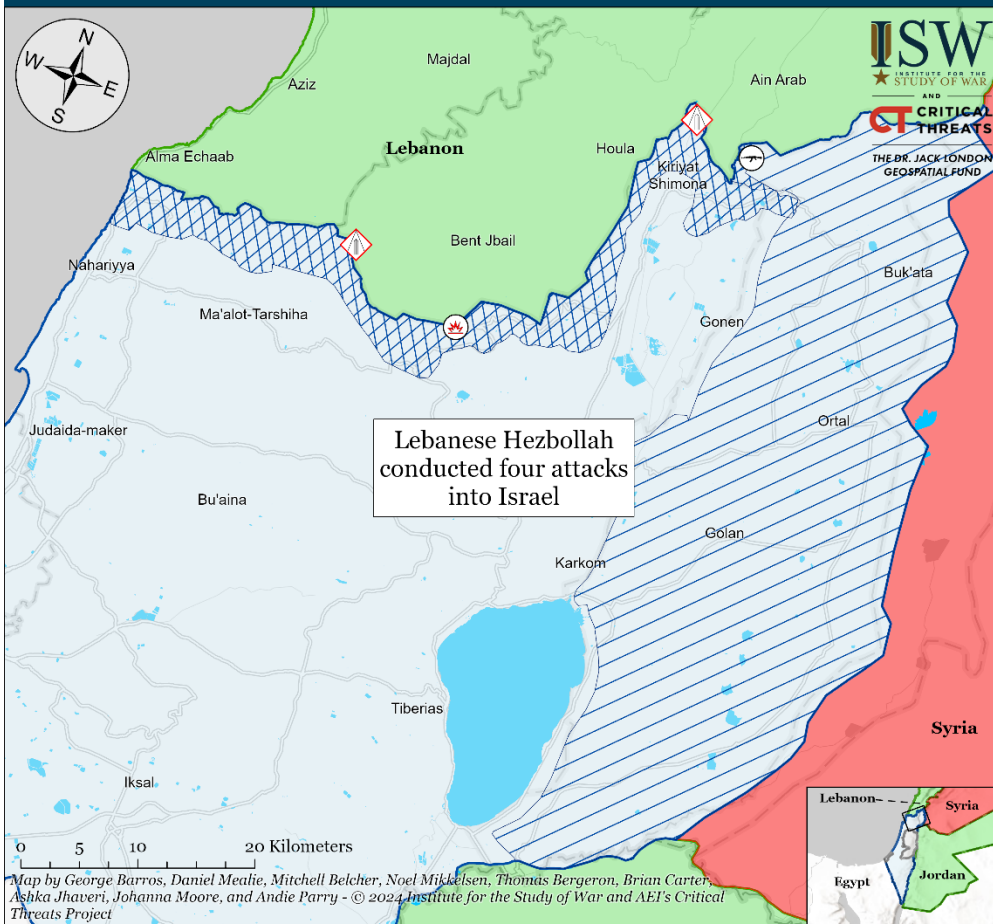 N
W
E
S
ISW
INSTITUTE FOR THE
STUDY OF WAR
AND
CT CRITICAL
THREATS
THE DR. JACK LONDON
GEOSPATIAL FUND
Majdal
Aziz
Ain Arab
Lebanon
Houla
Alma Echaab
Kiriyat
Shimona
Bent Jbail
Nahariyya
Buk'ata
Ma'alot-Tarshiha
Gonen
Judaida-maker
Ortal
Lebanese Hezbollah
conducted four attacks
into Israel
Bu'aina
Golan
Karkom
Tiberias
Syria
Iksal
Lebanon
Syria
Egypt
Jordan
0 5 10 20 Kilometers
Map by George Barros, Daniel Mealie, Mitchell Belcher, Noel Mikkelsen, Thomas Bergeron, Brian Carter,
Ashka Jhaveri, Johanna Moore, and Andie Parry - © 2024 Institute for the Study of War and AEI's Critical
Threats Project